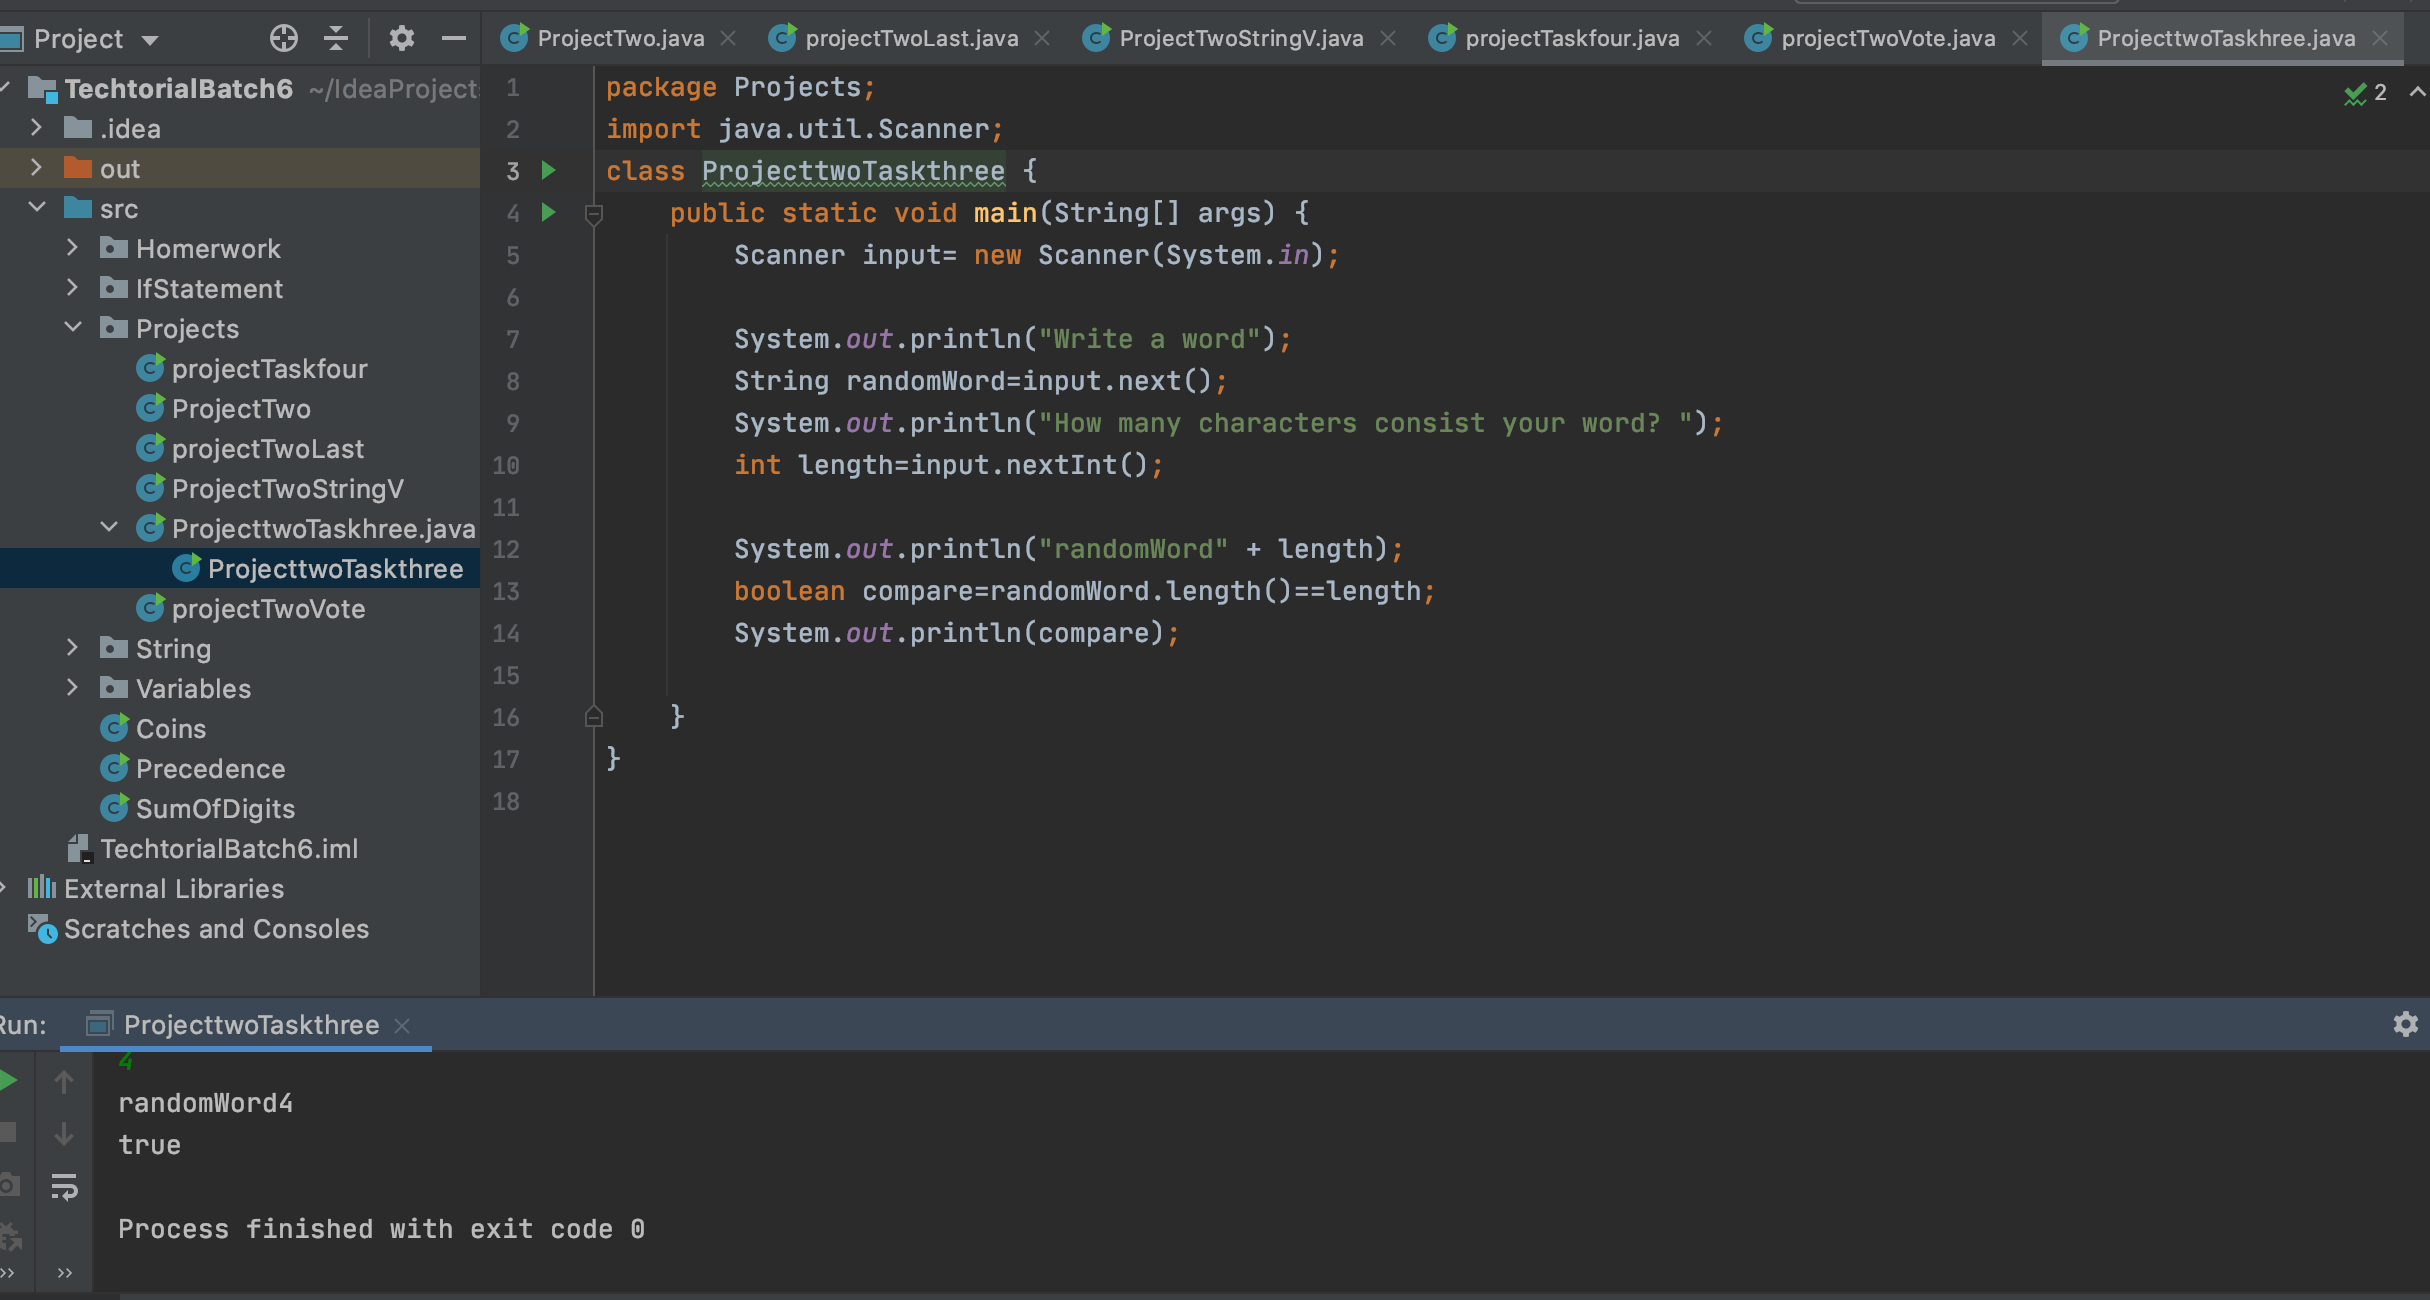 Project
ProjectTwo.java
projectTwoLast.java
ProjectTwoStringV.java
projectTaskfour.java
projectTwoVote.java
ProjecttwoTaskhree.java
TechtorialBatch6 ~/IdeaProject
.idea
out
src
Homerwork
IfStatement
Projects
projectTaskfour
ProjectTwo
projectTwoLast
ProjectTwoStringV
ProjecttwoTaskhree.java
ProjecttwoTaskthree
projectTwoVote
String
Variables
Coins
Precedence
SumOfDigits
TechtorialBatch6.iml
External Libraries
Scratches and Consoles
1 package Projects;
2 import java.util.Scanner;
3 class ProjecttwoTaskthree {
4 public static void main(String[] args) {
5 Scanner input= new Scanner(System.in);
6
7 System.out.println("Write a word");
8 String randomWord=input.next();
9 System.out.println("How many characters consist your word? ");
10 int length=input.nextInt();
11
12 System.out.println("randomWord" + length);
13 boolean compare=randomWord.length()==length;
14 System.out.println(compare);
15
16 }
17 }
18
2
Run: ProjecttwoTaskthree
4
randomWord4
true
Process finished with exit code 0